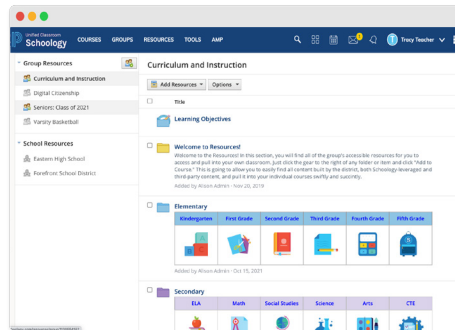 Unified Classroom
Schoology
COURSES GROUPS RESOURCES TOOLS AMP
Tracy Teacher
Group Resources
Curriculum and Instruction
Digital Citizenship
Seniors: Class of 2021
Varsity Basketball
School Resources
Eastern High School
Forefront School District
Curriculum and Instruction
Add Resources Options
Title
Learning Objectives
Welcome to Resources!
Welcome to the Resources! In this section, you will find all of the group's accessible resources for you to
access and pull into your own classroom. Just click the gear to the right of any folder or item and click "Add to
Course." This is going to allow you to easily find all content built by the district, both Schoology leveraged and
third-party content, and pull it into your individual courses swiftly and succinctly.
Added by Alison Admin · Nov 20, 2019
Elementary
Kindergarten First Grade Second Grade Third Grade Fourth Grade Fifth Grade
Added by Alison Admin · Oct 15, 2021
Secondary
ELA Math Social Studies Science Arts CTE